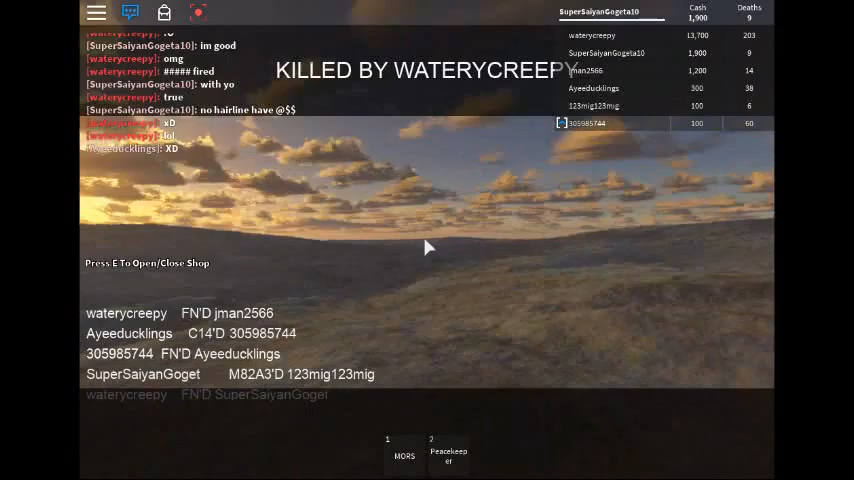 SuperSaiyanGogeta10 Cash Deaths
1,900 9
[SuperSaiyanGogeta10]: im good
[waterycreepy]: omg
[waterycreepy]: ##### fired
[SuperSaiyanGogeta10]: with yo
[waterycreepy]: true
[SuperSaiyanGogeta10]: no hairline have @$$
[waterycreepy]: xD
[waterycreepy]: lol
[Ayeeducklings]: XD
KILLED BY WATERYCREEPY
waterycreepy 13,700 203
SuperSaiyanGogeta10 1,900 9
jman2566 1,200 14
Ayeeducklings 300 38
123mig123mig 100 6
305985744 100 60
Press E To Open/Close Shop
waterycreepy FN'D jman2566
Ayeeducklings C14'D 305985744
305985744 FN'D Ayeeducklings
SuperSaiyanGoget M82A3'D 123mig123mig
waterycreepy FN'D SuperSaiyanGoget
1 2
MORS Peacekeep
er